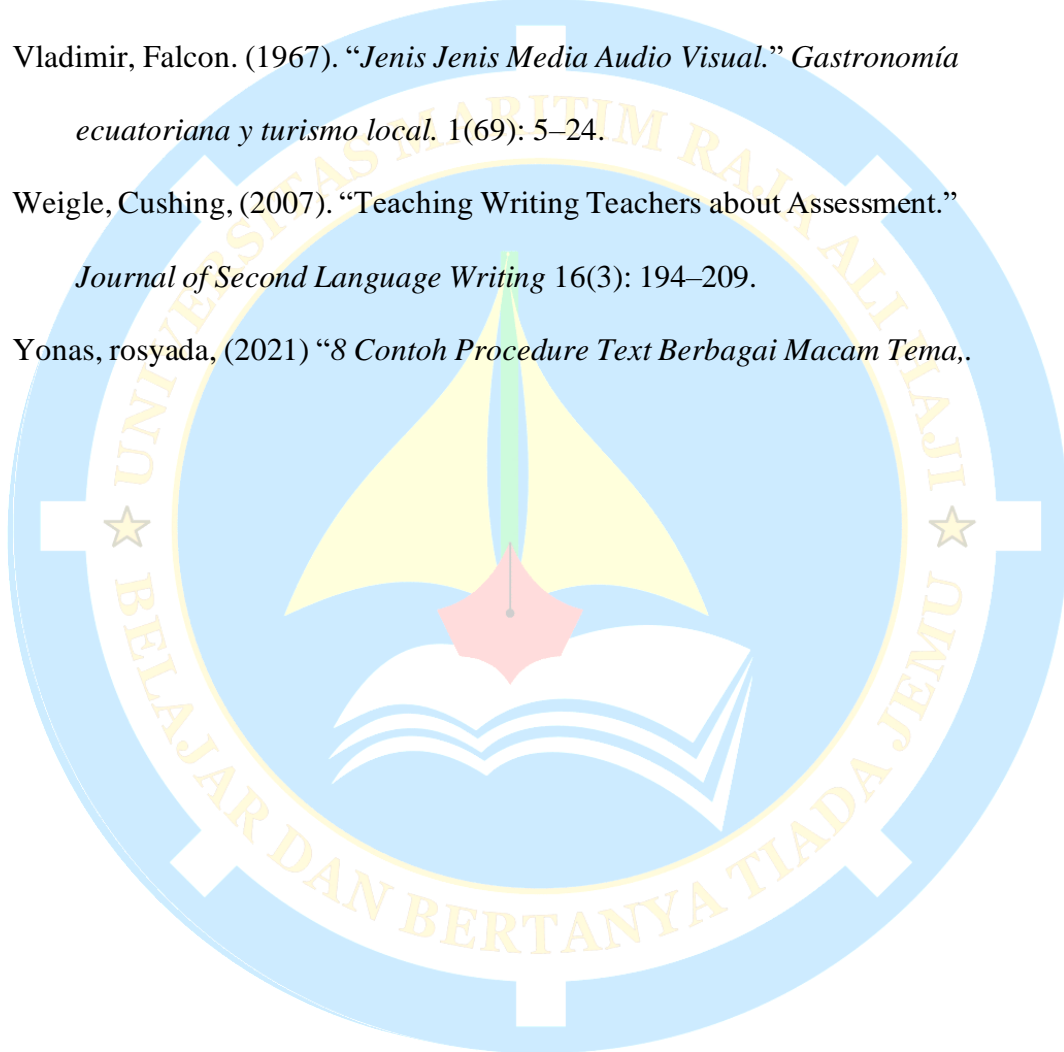 Vladimir, Falcon. (1967). “Jenis Jenis Media Audio Visual.” Gastronomía
ecuatoriana y turismo local. 1(69): 5–24.
Weigle, Cushing, (2007). “Teaching Writing Teachers about Assessment.”
Journal of Second Language Writing 16(3): 194–209.
Yonas, rosyada, (2021) “8 Contoh Procedure Text Berbagai Macam Tema,.
UNIVERSITAS MARITIM RAJA ALI HAJI
BELAJAR DAN BERTANYA TIADA JEMU